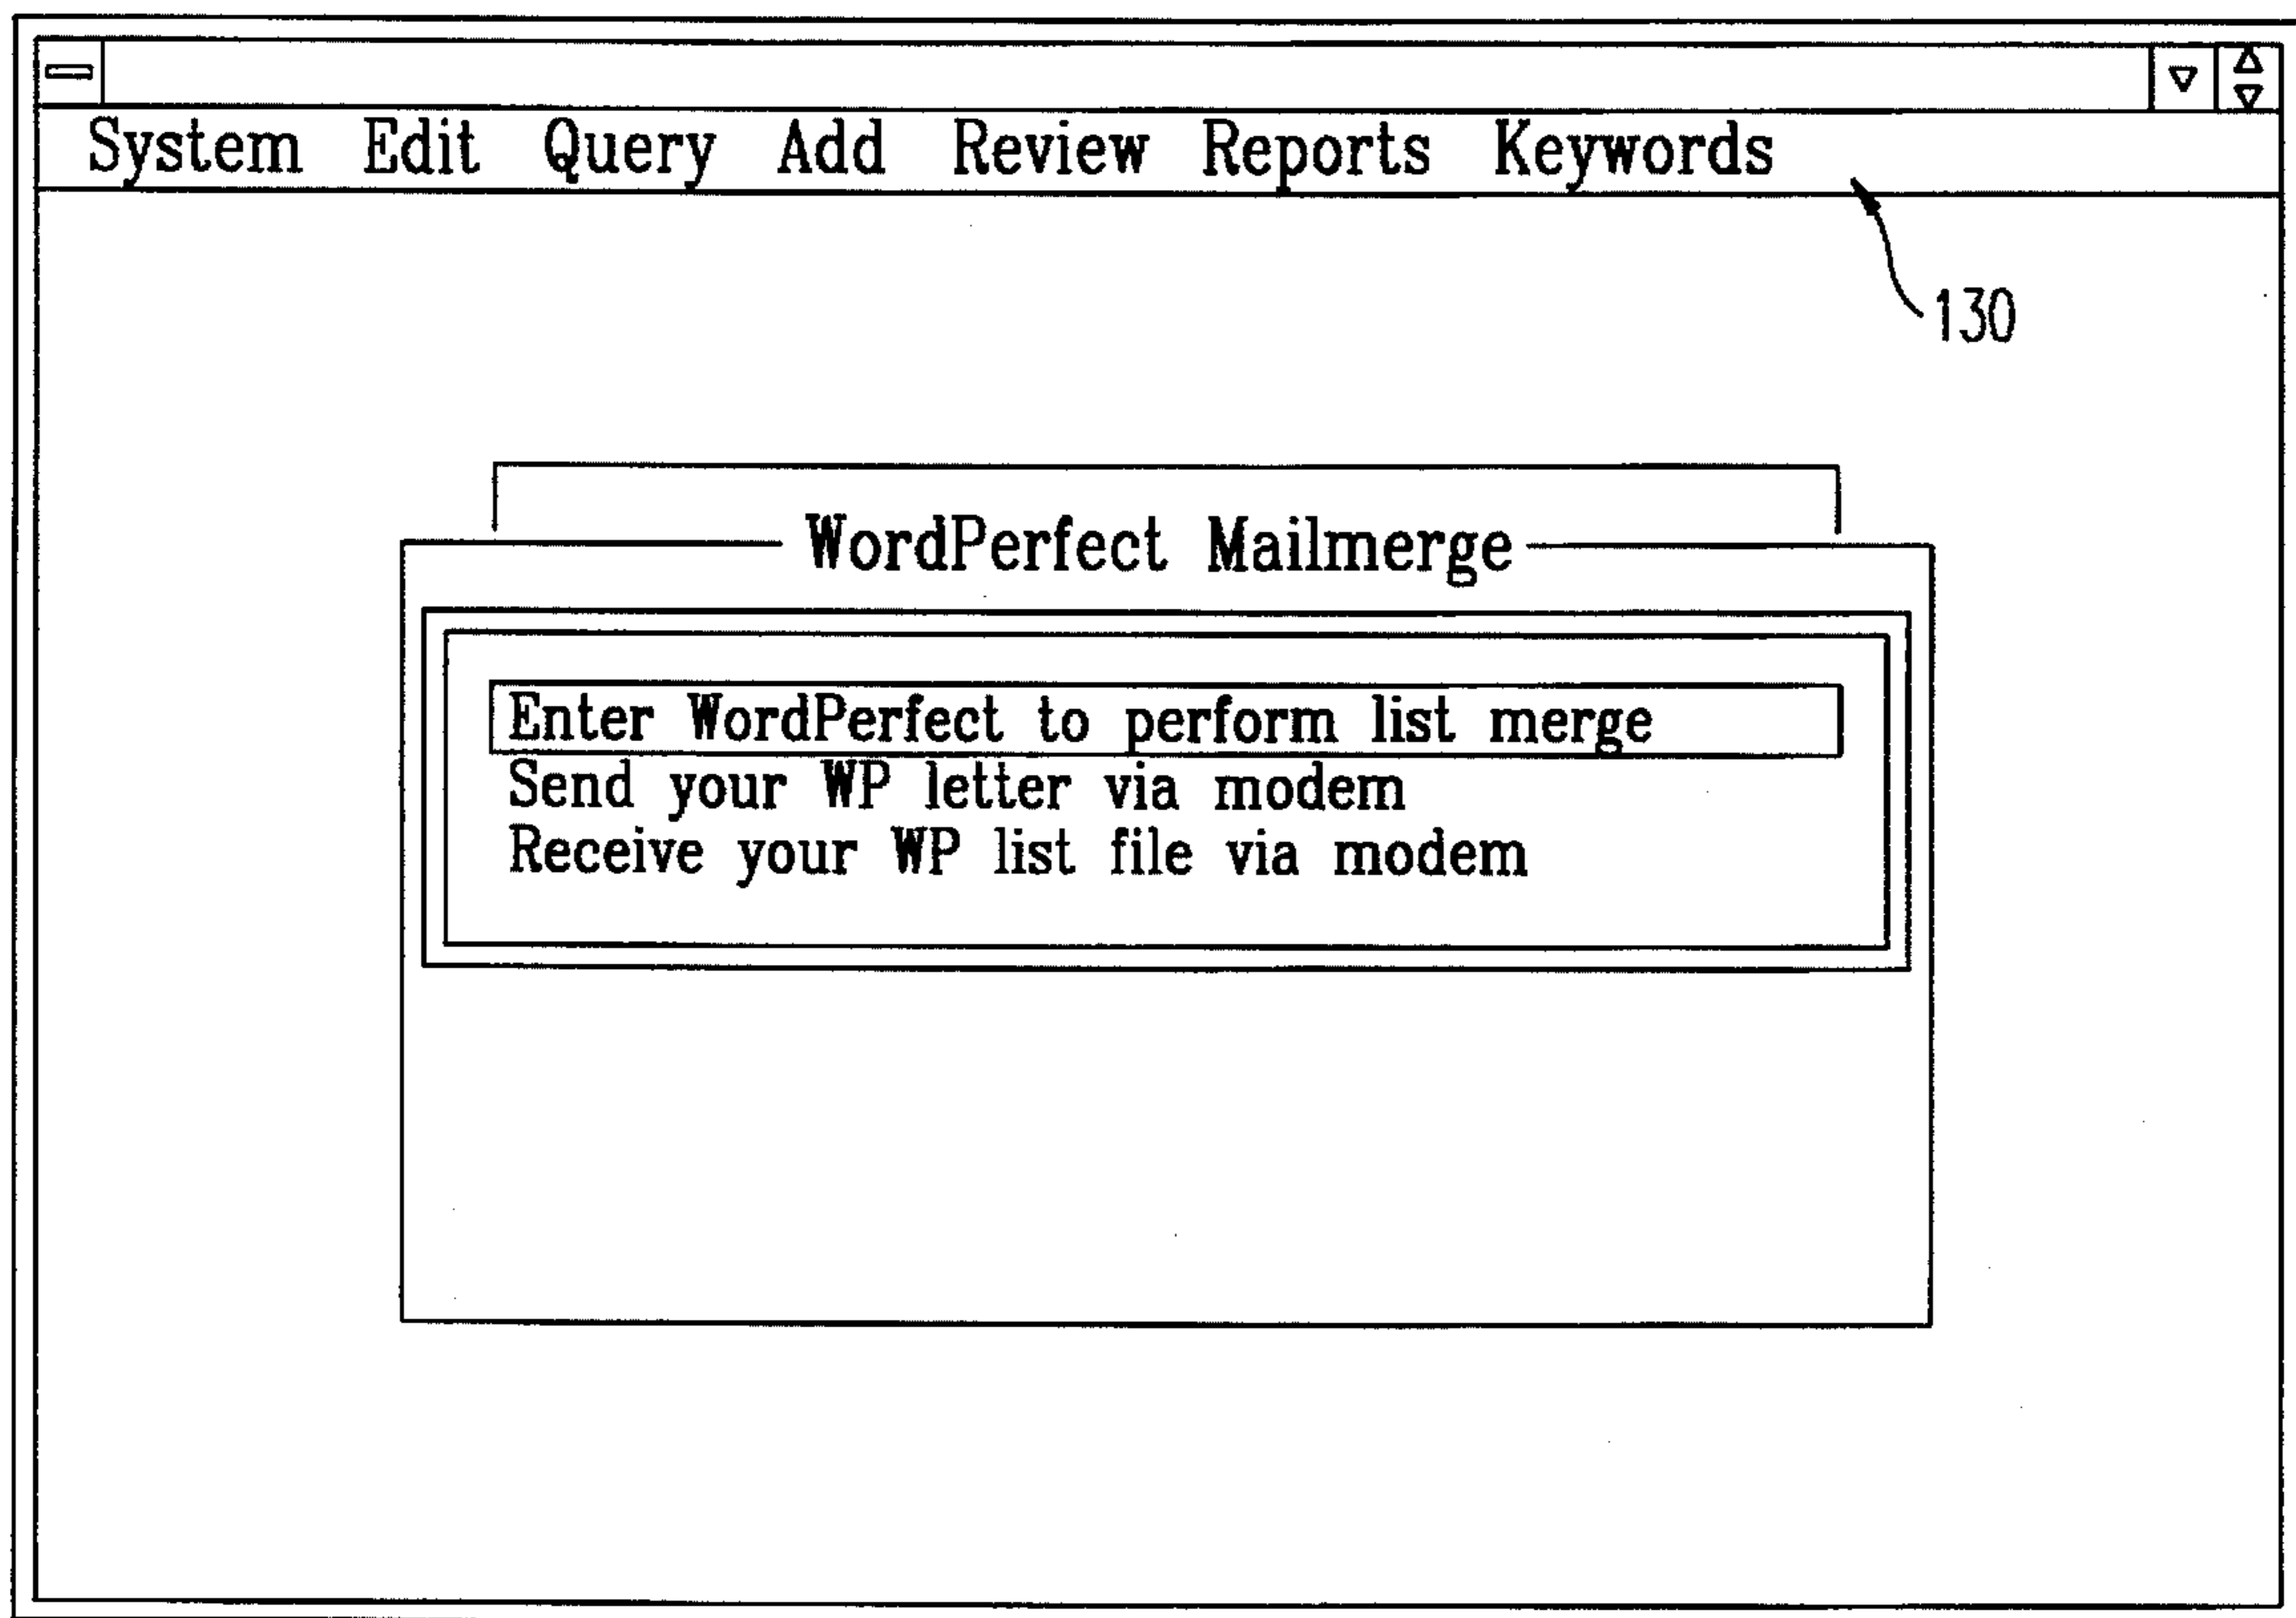 System Edit Query Add Review Reports Keywords
130
WordPerfect Mailmerge
Enter WordPerfect to perform list merge
Send your WP letter via modem
Receive your WP list file via modem